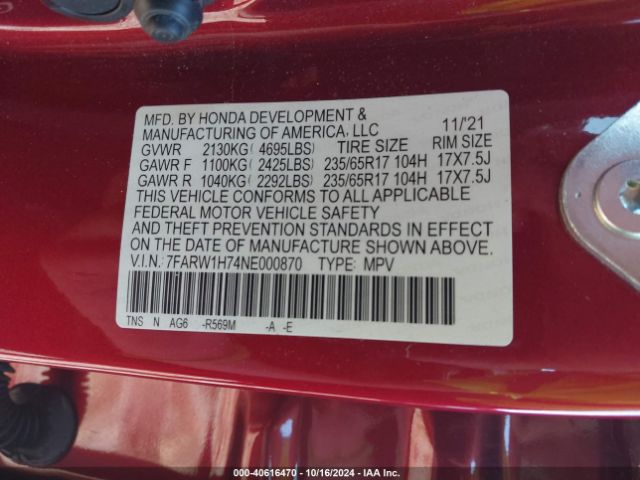 MFD. BY HONDA DEVELOPMENT &
MANUFACTURING OF AMERICA, LLC 11/'21
GVWR 2130KG( 4695LBS) TIRE SIZE RIM SIZE
GAWR F 1100KG( 2425LBS) 235/65R17 104H 17X7.5J
GAWR R 1040KG( 2292LBS) 235/65R17 104H 17X7.5J
THIS VEHICLE CONFORMS TO ALL APPLICABLE
FEDERAL MOTOR VEHICLE SAFETY
AND THEFT PREVENTION STANDARDS IN EFFECT
ON THE DATE OF MANUFACTURE SHOWN ABOVE.
V.I.N.: 7FARW1H74NE000870 TYPE: MPV
TNS N AG6 -R569M -A -E
000-40616470 | 10/16/2024 | IAA Inc.